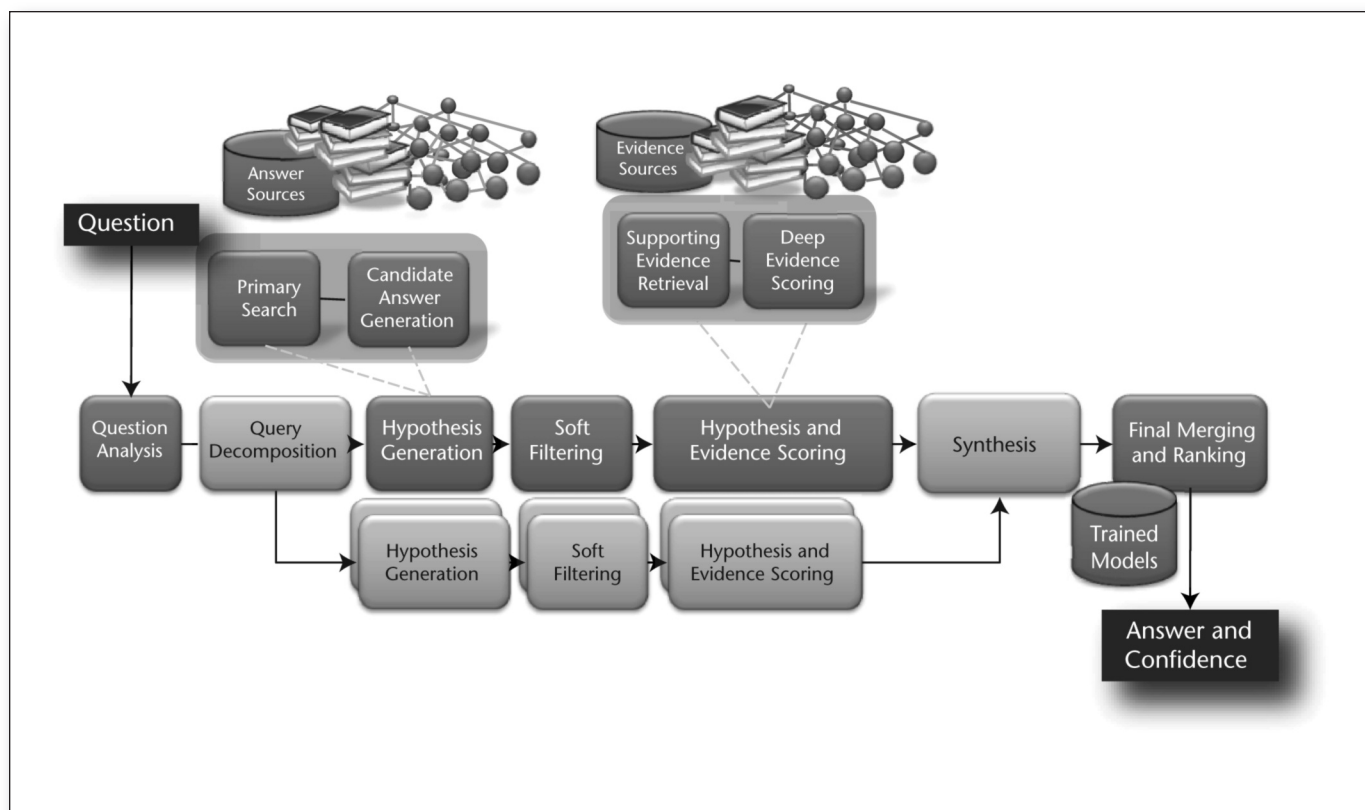 Answer
Sources
Evidence
Sources
Question
Primary
Search
Candidate
Answer
Generation
Supporting
Evidence
Retrieval
Deep
Evidence
Scoring
Question
Analysis
Query
Decomposition
Hypothesis
Generation
Soft
Filtering
Hypothesis and
Evidence Scoring
Synthesis
Final Merging
and Ranking
Hypothesis
Generation
Soft
Filtering
Hypothesis and
Evidence Scoring
Trained
Models
Answer and
Confidence